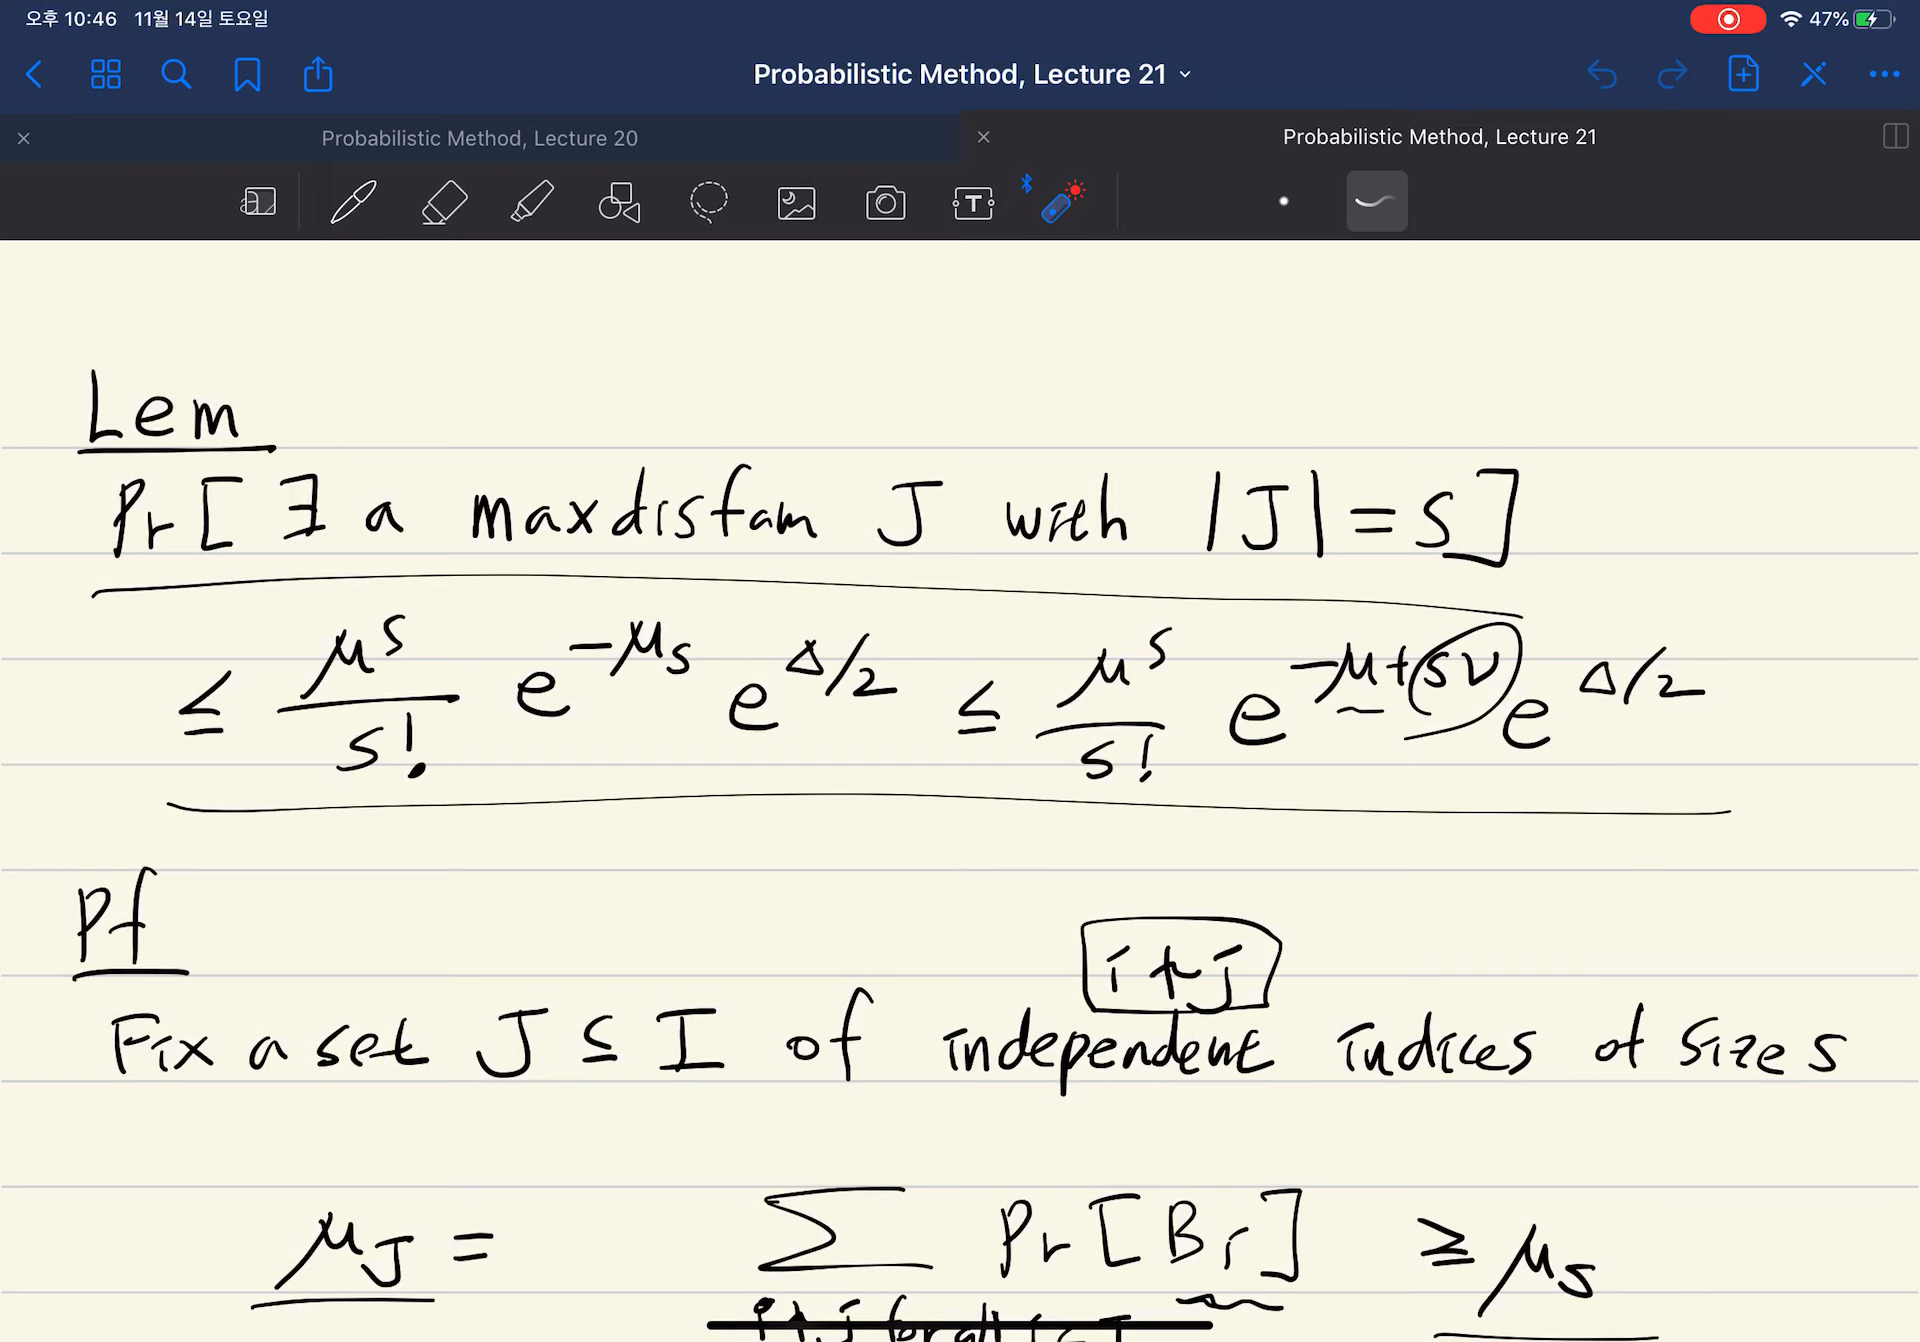 오후 10:46 11월 14일 토요일 47%
Probabilistic Method, Lecture 21
Probabilistic Method, Lecture 20 Probabilistic Method, Lecture 21
Lem
Pr[ ∃ a maxdisfam J with |J| = s ]
≤ μ^s/s! e^{-μ_s} e^{Δ/2} ≤ μ^s/s! e^{-μ+sν} e^{Δ/2}
Pf
i ≁ j
Fix a set J ⊆ I of independent indices of size s
μ_J = ∑ Pr[B_i] ≥ μ_s
i ≁ j for all